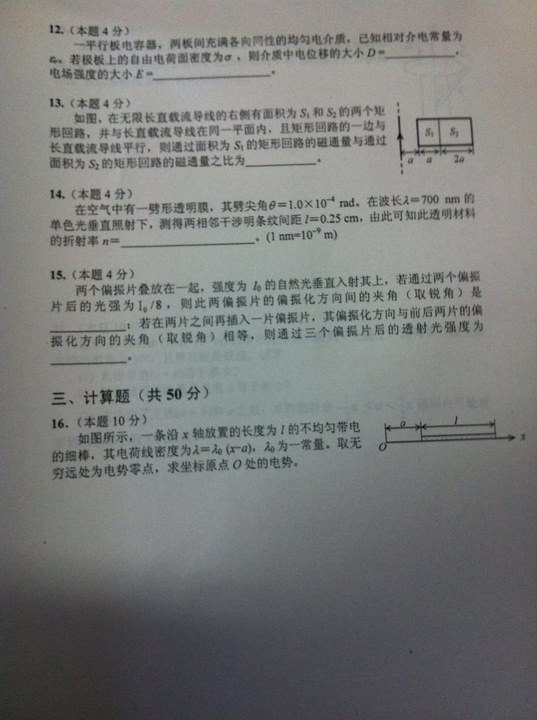 12.（本题 4 分）
一平行板电容器，两板间充满各向同性的均匀电介质，已知相对介电常量为
εr。若极板上的自由电荷面密度为σ，则介质中电位移的大小 D=____________，
电场强度的大小 E=____________。
13.（本题 4 分）
如图，在无限长直载流导线的右侧有面积为 S₁ 和 S₂ 的两个矩
形回路，并与长直载流导线在同一平面内，且矩形回路的一边与
长直载流导线平行，则通过面积为 S₁ 的矩形回路的磁通量与通过
面积为 S₂ 的矩形回路的磁通量之比为____________。
S₁ S₂
a a 2a
14.（本题 4 分）
在空气中有一劈形透明膜，其劈尖角θ=1.0×10⁻⁴ rad。在波长λ=700 nm 的
单色光垂直照射下，测得两相邻干涉明条纹间距 l=0.25 cm，由此可知此透明材料
的折射率 n=____________。(1 nm=10⁻⁹ m)
15.（本题 4 分）
两个偏振片叠放在一起，强度为 I₀ 的自然光垂直入射其上，若通过两个偏振
片后的光强为 I₀/8，则此两偏振片的偏振化方向间的夹角（取锐角）是
____________；若在两片之间再插入一片偏振片，其偏振化方向与前后两片的偏
振化方向的夹角（取锐角）相等，则通过三个偏振片后的透射光强度为
____________。
三、计算题（共 50 分）
16.（本题 10 分）
如图所示，一条沿 x 轴放置的长度为 l 的不均匀带电
的细棒，其电荷线密度为λ=λ₀ (x-a)，λ₀为一常量。取无
穷远处为电势零点，求坐标原点 O 处的电势。
a l
O x